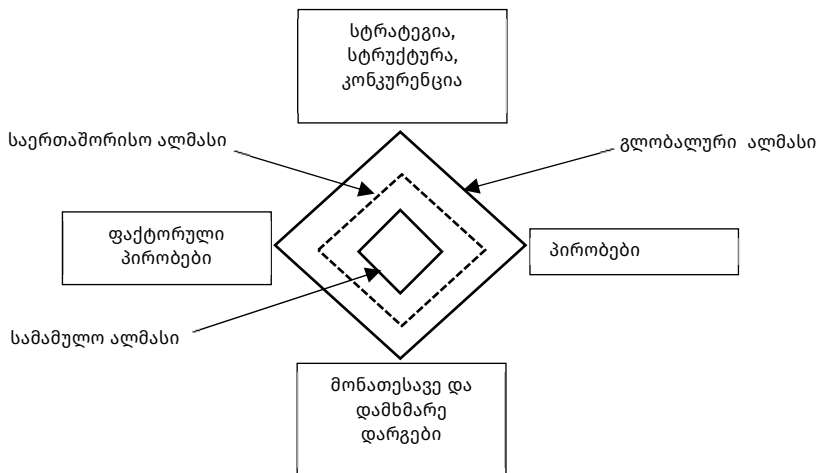 სტრატეგია,
სტრუქტურა,
კონკურენცია
საერთაშორისო ალმასი
გლობალური ალმასი
ფაქტორული
პირობები
პირობები
სამამულო ალმასი
მონათესავე და
დამხმარე
დარგები